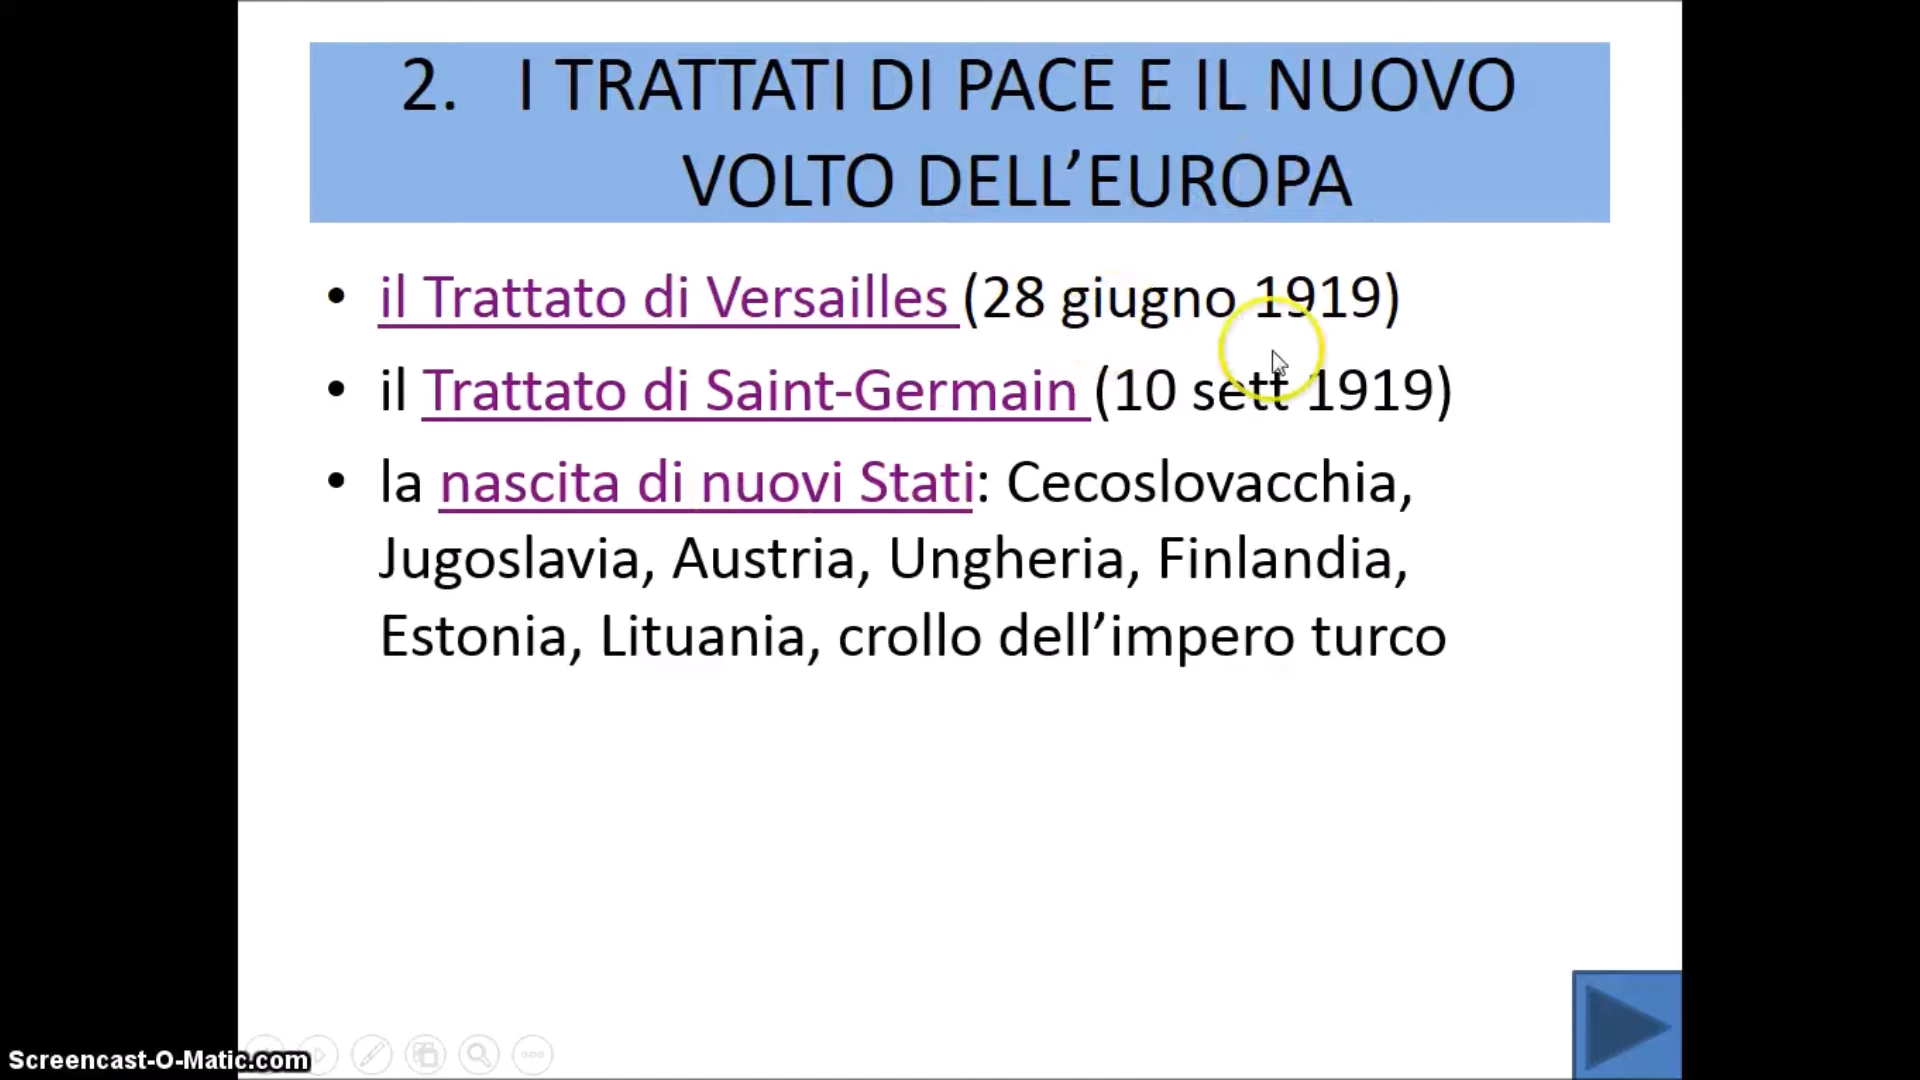 2. I TRATTATI DI PACE E IL NUOVO
VOLTO DELL’EUROPA
• il Trattato di Versailles (28 giugno 1919)
• il Trattato di Saint-Germain (10 sett 1919)
• la nascita di nuovi Stati: Cecoslovacchia,
Jugoslavia, Austria, Ungheria, Finlandia,
Estonia, Lituania, crollo dell’impero turco
Screencast-O-Matic.com